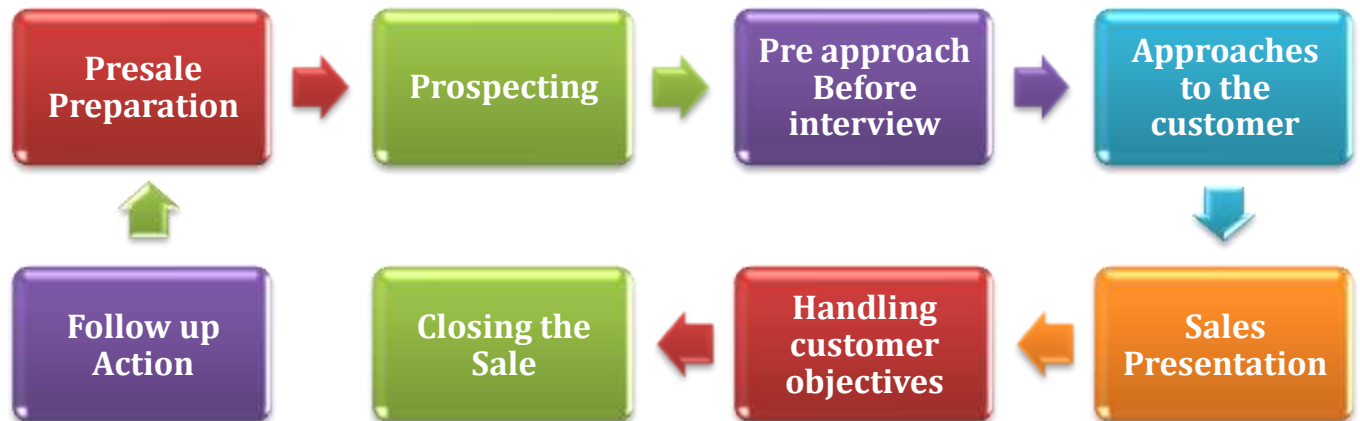 Presale
Preparation
Prospecting
Pre approach
Before
interview
Approaches
to the
customer
Sales
Presentation
Handling
customer
objectives
Closing the
Sale
Follow up
Action